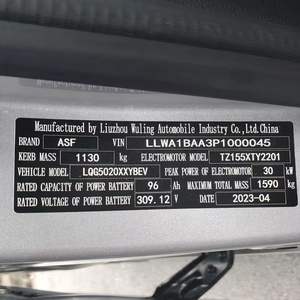 Manufactured by Liuzhou Wuling Automobile Industry Co., Ltd.China
BRAND ASF VIN LLWA1BAA3P1000045
KERB MASS 1130 kg ELECTROMOTOR MODEL TZ155XTY2201
VEHICLE MODEL LQG5020XXYBEV PEAK POWER OF ELECTROMOTOR 30 kW
RATED CAPACITY OF POWER BATTERY 96 Ah MAXIMUM TOTAL MASS 1590 kg
RATED VOLTAGE OF POWER BATTERY 309.12 V DATE 2023-04